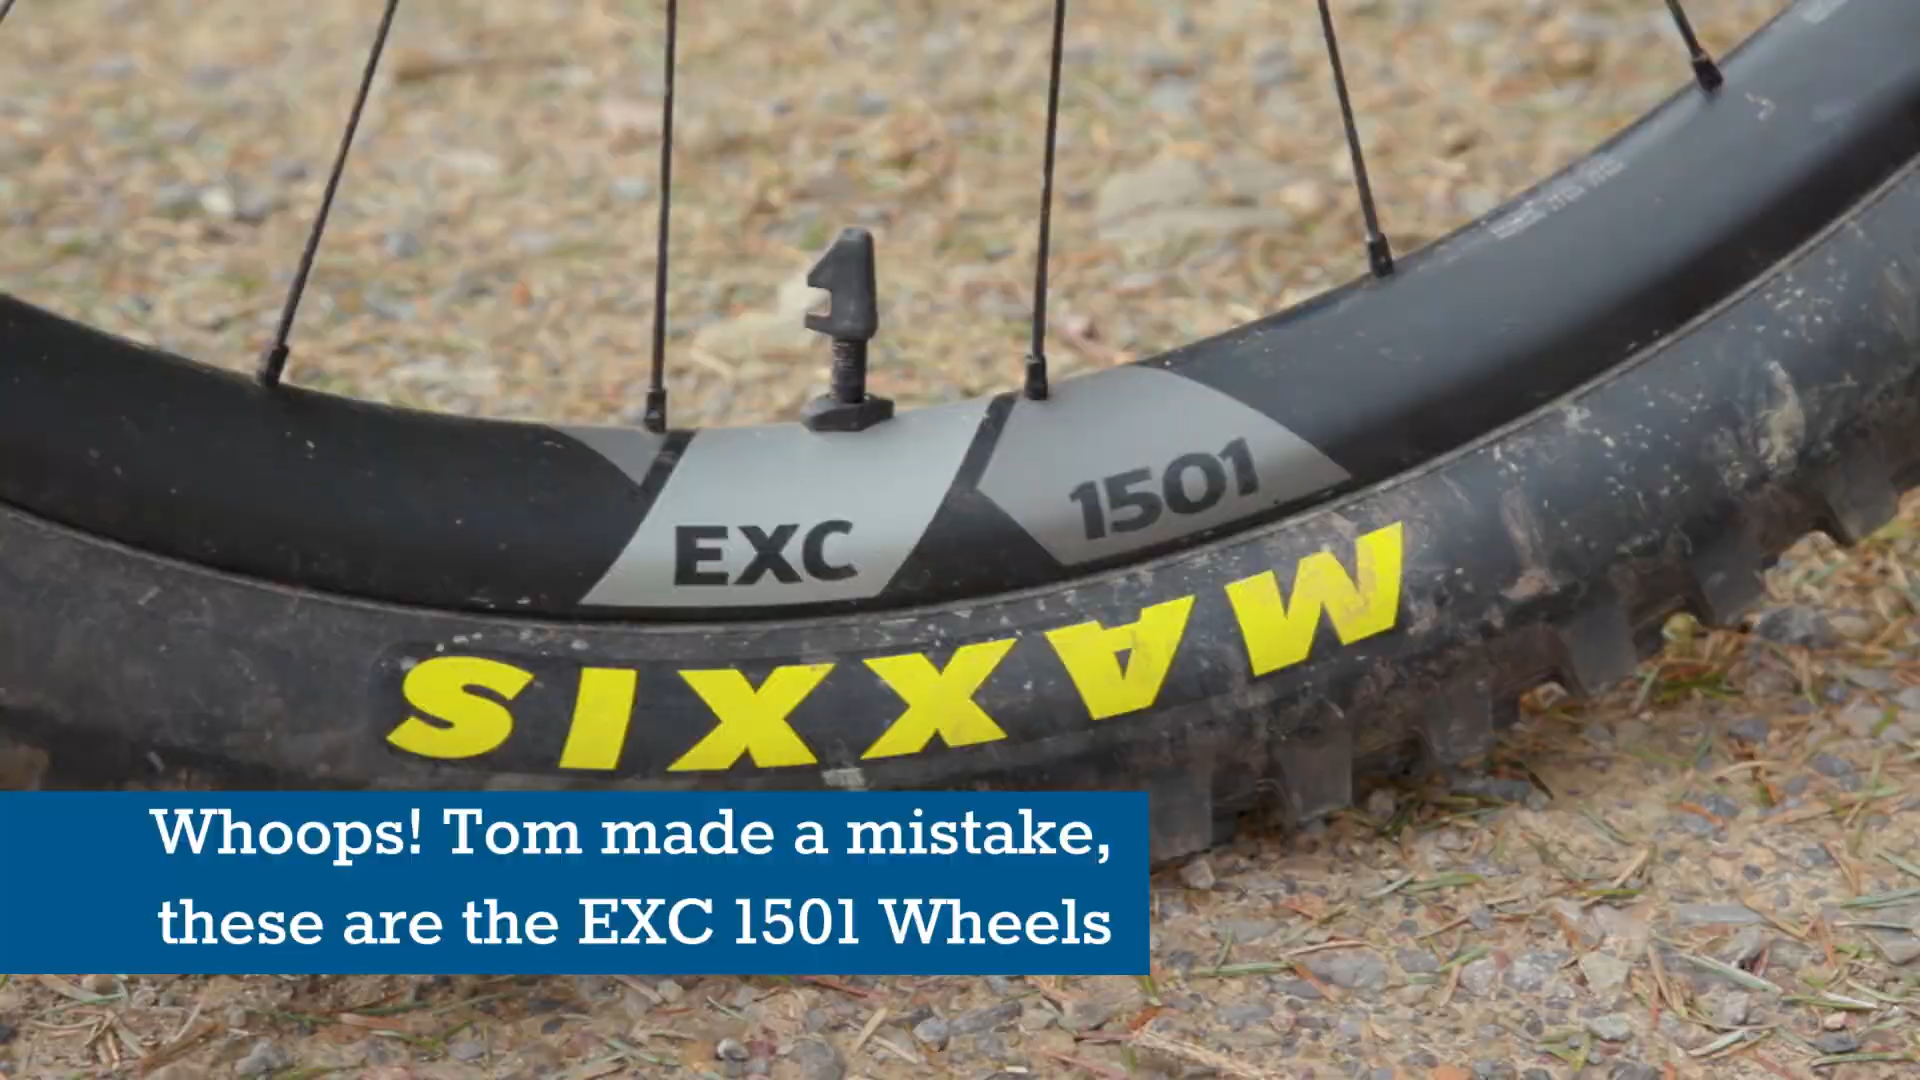 EXC 1501
MAXXIS
Whoops! Tom made a mistake,
these are the EXC 1501 Wheels